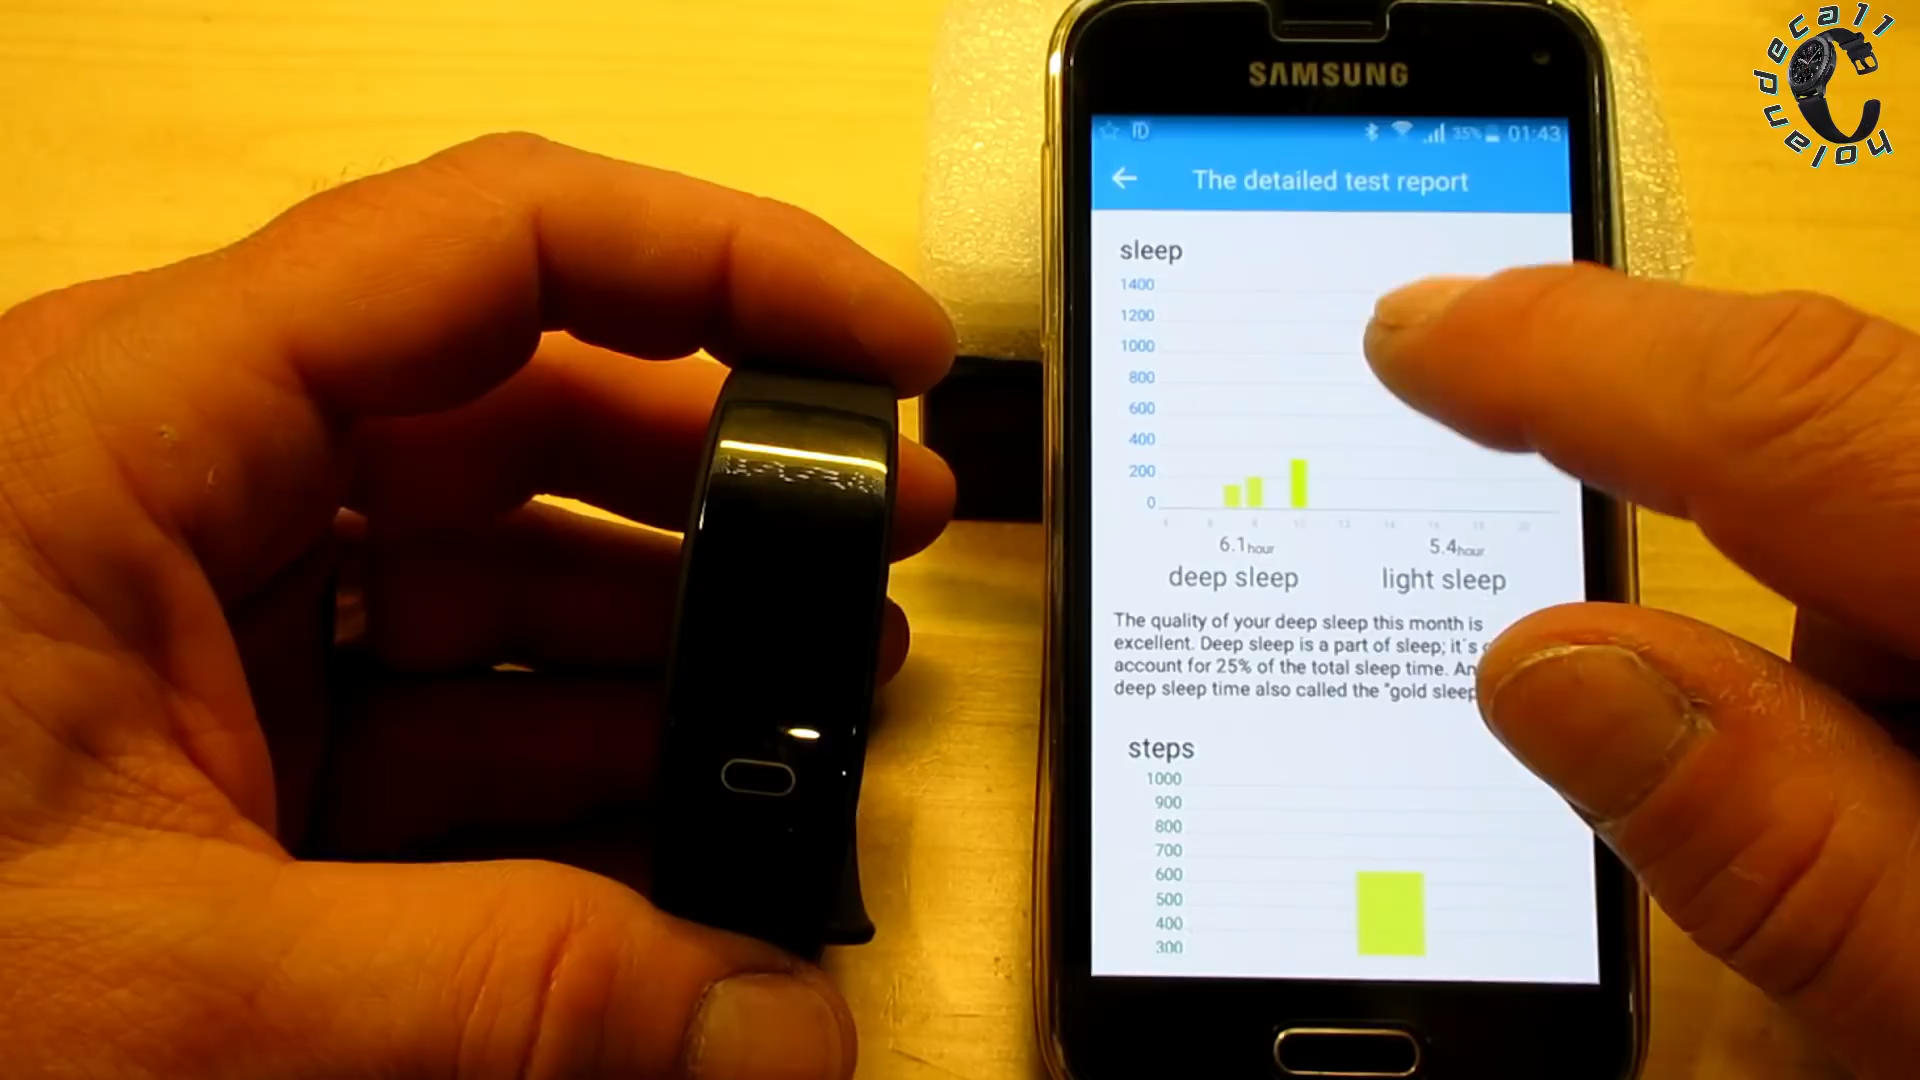 holandecall
SAMSUNG
35% 01:43
The detailed test report
sleep
1400
1200
1000
800
600
400
200
0
6.1hour 5.4hour
deep sleep light sleep
The quality of your deep sleep this month is
excellent. Deep sleep is a part of sleep; it's
account for 25% of the total sleep time. An
deep sleep time also called the "gold sleep
steps
1000
900
800
700
600
500
400
300